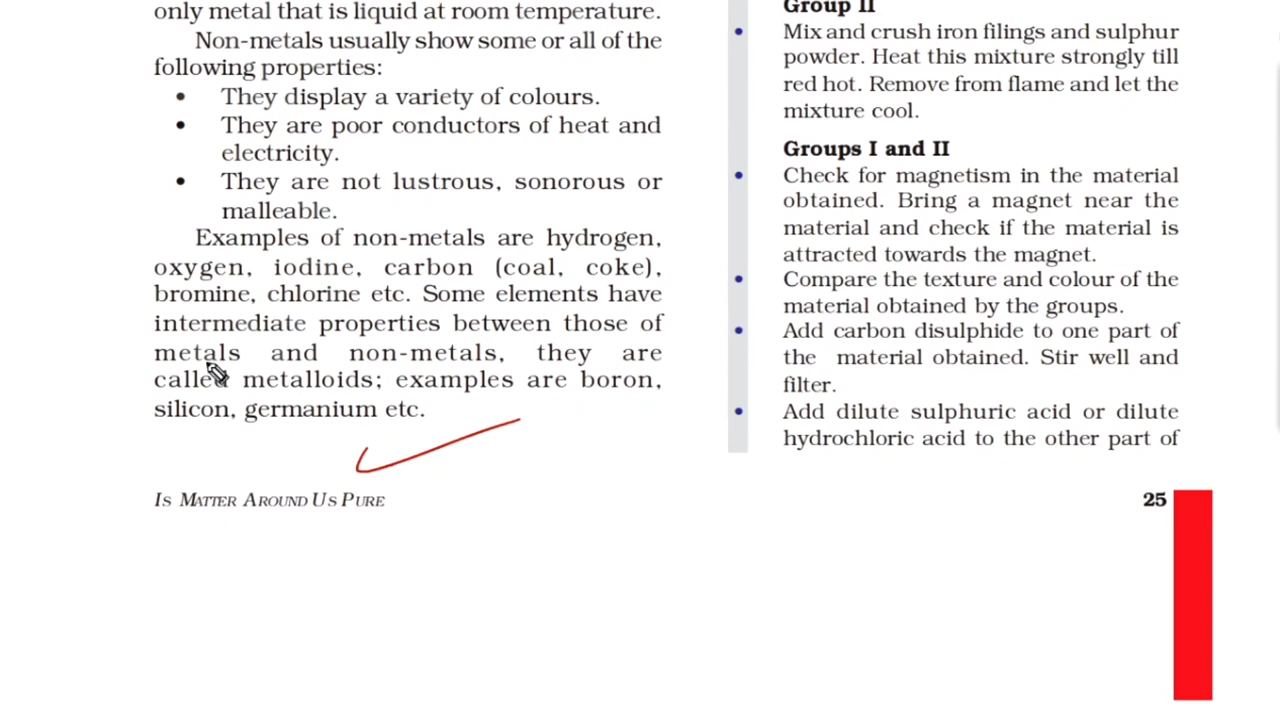 only metal that is liquid at room temperature.
Non-metals usually show some or all of the
following properties:
• They display a variety of colours.
• They are poor conductors of heat and
electricity.
• They are not lustrous, sonorous or
malleable.
Examples of non-metals are hydrogen,
oxygen, iodine, carbon (coal, coke),
bromine, chlorine etc. Some elements have
intermediate properties between those of
metals and non-metals, they are
called metalloids; examples are boron,
silicon, germanium etc.
Group II
• Mix and crush iron filings and sulphur
powder. Heat this mixture strongly till
red hot. Remove from flame and let the
mixture cool.
Groups I and II
• Check for magnetism in the material
obtained. Bring a magnet near the
material and check if the material is
attracted towards the magnet.
• Compare the texture and colour of the
material obtained by the groups.
• Add carbon disulphide to one part of
the material obtained. Stir well and
filter.
• Add dilute sulphuric acid or dilute
hydrochloric acid to the other part of
Is Matter Around Us Pure
25